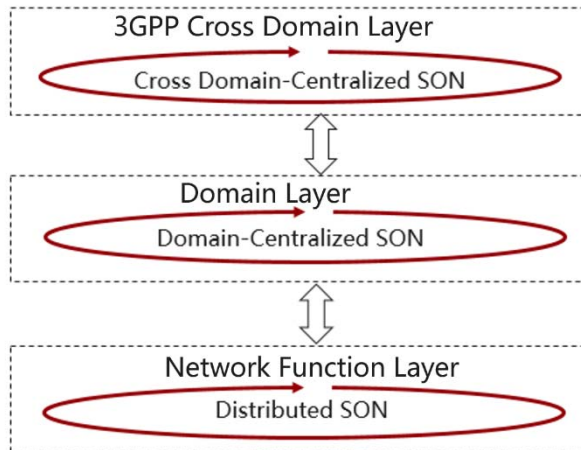 3GPP Cross Domain Layer
Cross Domain-Centralized SON
Domain Layer
Domain-Centralized SON
Network Function Layer
Distributed SON